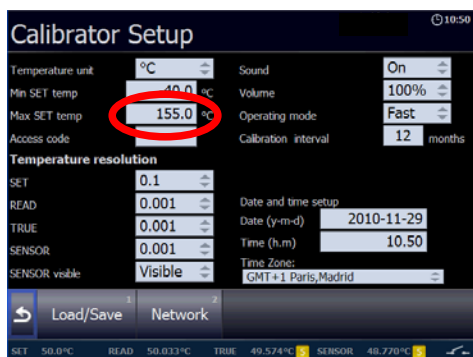 Calibrator Setup
10:50
Temperature unit °C
Min SET temp 40.0 °C
Max SET temp 155.0 °C
Access code
Temperature resolution
SET 0.1
READ 0.001
TRUE 0.001
SENSOR 0.001
SENSOR visible Visible
Sound On
Volume 100%
Operating mode Fast
Calibration interval 12 months
Date and time setup
Date (y-m-d) 2010-11-29
Time (h.m) 10.50
Time Zone:
GMT+1 Paris,Madrid
Load/Save 1 Network 2
SET 50.0°C READ 50.033°C TRUE 49.574°C S SENSOR 48.770°C S